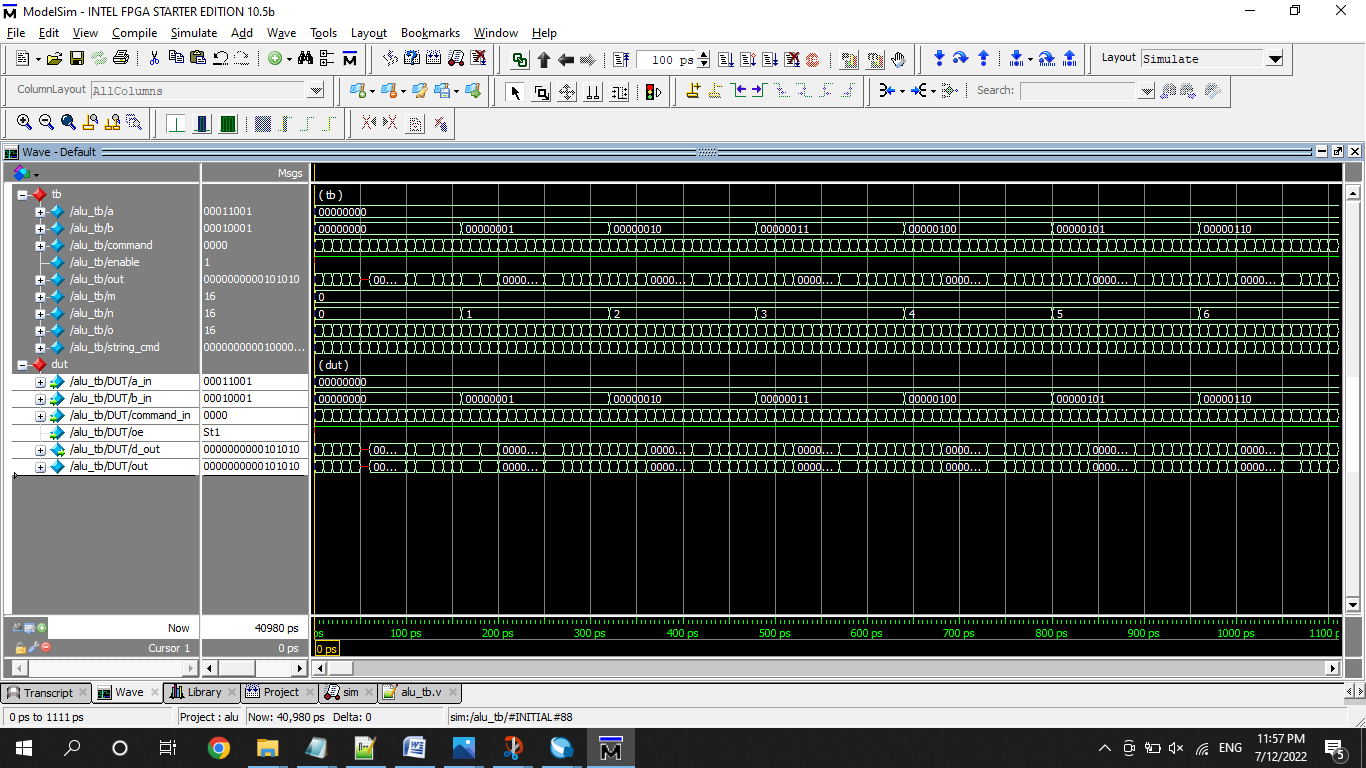 ModelSim - INTEL FPGA STARTER EDITION 10.5b
File Edit View Compile Simulate Add Wave Tools Layout Bookmarks Window Help
100 ps Layout Simulate
ColumnLayout AllColumns Search:
Wave - Default
Msgs
tb (tb)
/alu_tb/a 00011001 00000000
/alu_tb/b 00010001 00000000 00000001 00000010 00000011 00000100 00000101 00000110
/alu_tb/command 0000
/alu_tb/enable 1
/alu_tb/out 0000000000101010 00... 0000... 0000... 0000... 0000... 0000... 0000...
/alu_tb/m 16 0
/alu_tb/n 16 0 1 2 3 4 5 6
/alu_tb/o 16
/alu_tb/string_cmd 000000000010000...
dut (dut)
/alu_tb/DUT/a_in 00011001 00000000
/alu_tb/DUT/b_in 00010001 00000000 00000001 00000010 00000011 00000100 00000101 00000110
/alu_tb/DUT/command_in 0000
/alu_tb/DUT/oe St1
/alu_tb/DUT/d_out 0000000000101010 00... 0000... 0000... 0000... 0000... 0000... 0000...
/alu_tb/DUT/out 0000000000101010 00... 0000... 0000... 0000... 0000... 0000... 0000...
Now 40980 ps ps 100 ps 200 ps 300 ps 400 ps 500 ps 600 ps 700 ps 800 ps 900 ps 1000 ps 1100 p
Cursor 1 0 ps 0 ps
Transcript Wave Library Project sim alu_tb.v
0 ps to 1111 ps Project : alu Now: 40,980 ps Delta: 0 sim:/alu_tb/#INITIAL#88
ENG 11:57 PM
7/12/2022 5